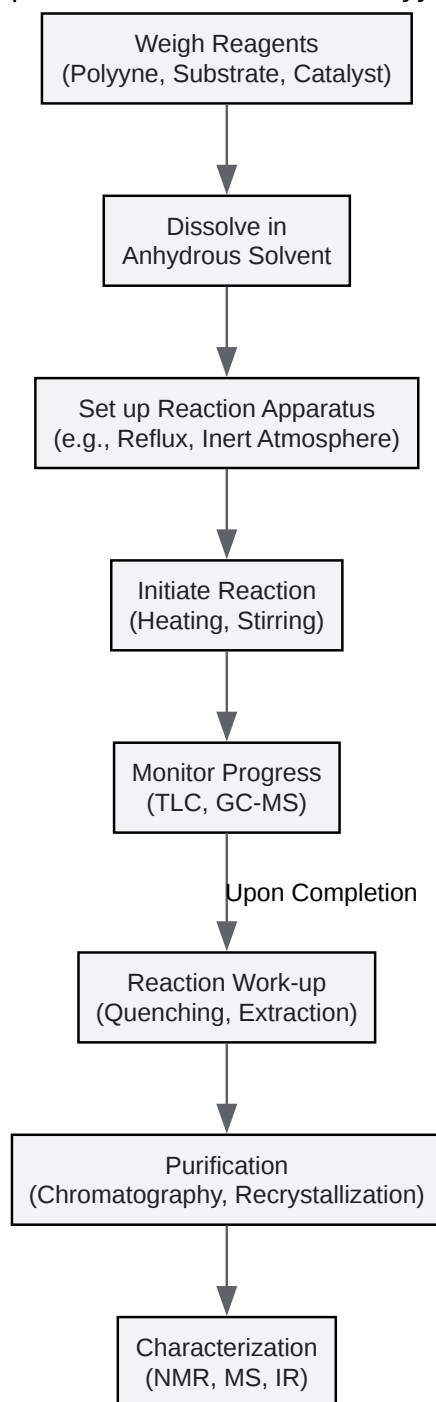 Weigh Reagents
(Polyyne, Substrate, Catalyst)
Dissolve in
Anhydrous Solvent
Set up Reaction Apparatus
(e.g., Reflux, Inert Atmosphere)
Initiate Reaction
(Heating, Stirring)
Monitor Progress
(TLC, GC-MS)
Upon Completion
Reaction Work-up
(Quenching, Extraction)
Purification
(Chromatography, Recrystallization)
Characterization
(NMR, MS, IR)